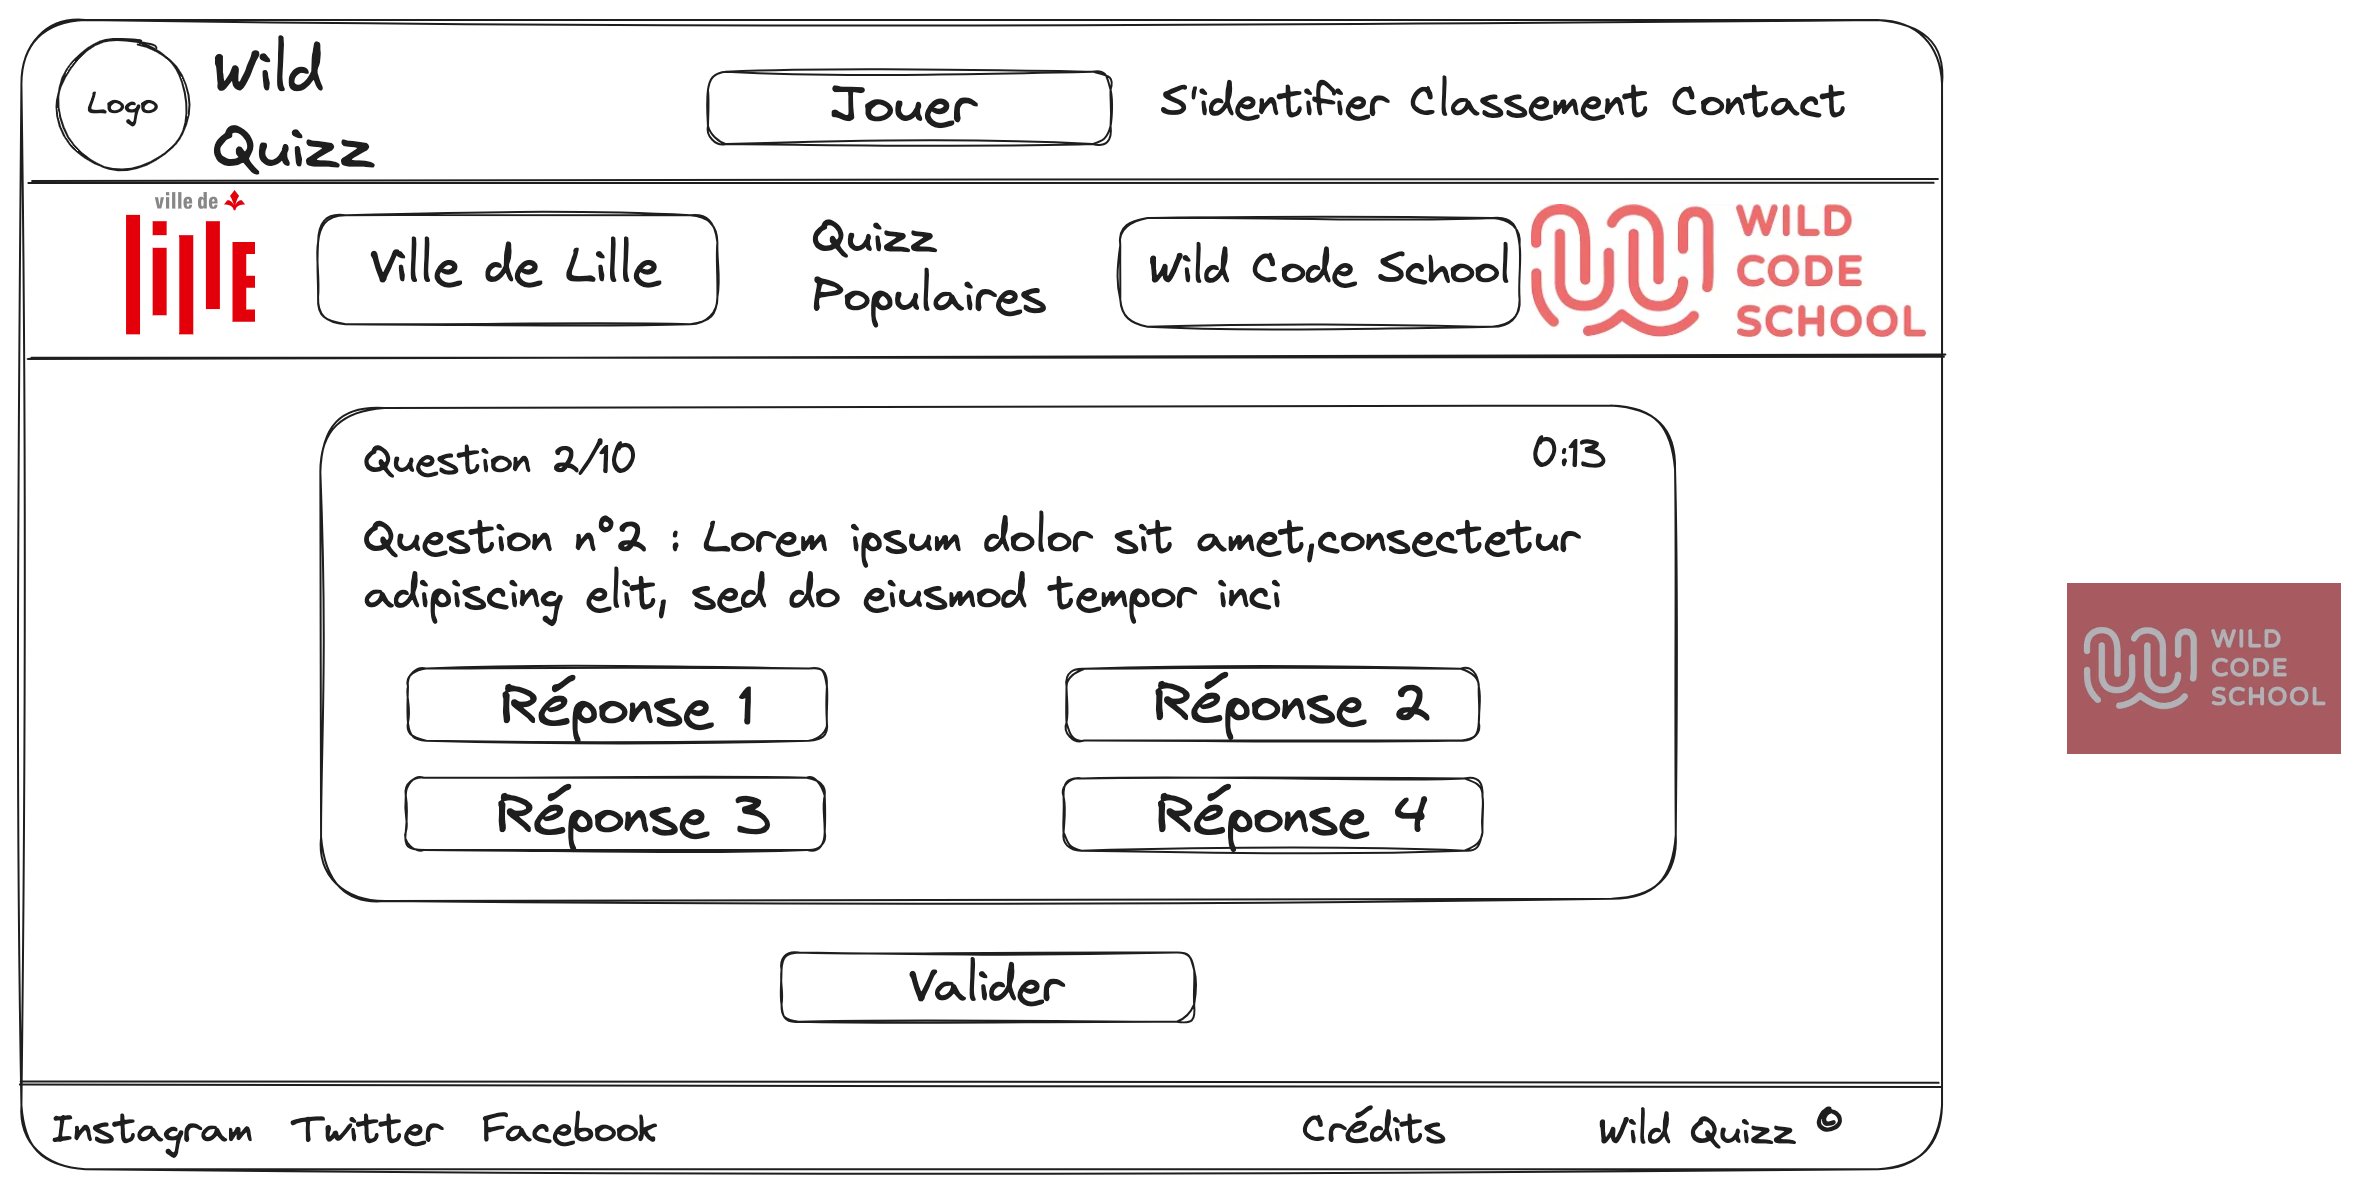 Logo
Wild
Quizz
Jouer
S'identifier Classement Contact
ville de
lille
Ville de Lille
Quizz
Populaires
Wild Code School
WILD
CODE
SCHOOL
Question 2/10
0:13
Question n°2 : Lorem ipsum dolor sit amet,consectetur
adipiscing elit, sed do eiusmod tempor inci
Réponse 1
Réponse 2
Réponse 3
Réponse 4
WILD
CODE
SCHOOL
Valider
Instagram Twitter Facebook
Crédits
Wild Quizz ©